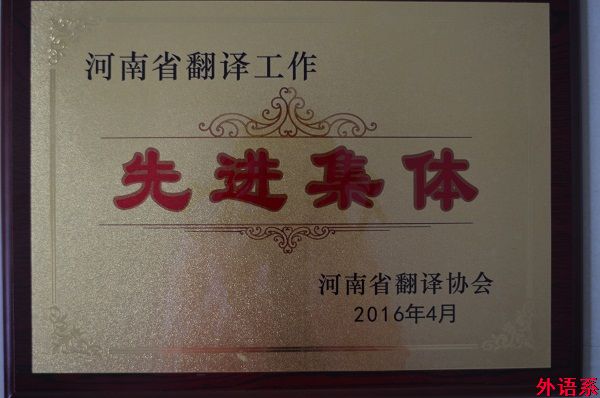 河南省翻译工作
先进集体
河南省翻译协会
2016年4月
外语系